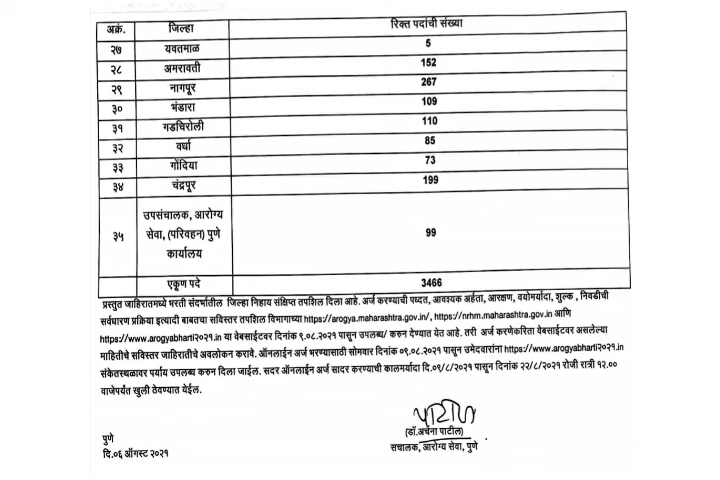 अक्रं. जिल्हा रिक्त पदांची संख्या
२७ यवतमाळ 5
२८ अमरावती 152
२९ नागपूर 267
३० भंडारा 109
३१ गडचिरोली 110
३२ वर्धा 85
३३ गोंदिया 73
३४ चंद्रपूर 199
३५ उपसंचालक, आरोग्य
सेवा, (परिवहन) पुणे
कार्यालय 99
एकूण पदे 3466
प्रस्तुत जाहिरातमध्ये भरती संदर्भातील जिल्हा निहाय संक्षिप्त तपशिल दिला आहे. अर्ज करण्याची पध्दत, आवश्यक अर्हता, आरक्षण, वयोमर्यादा, शुल्क , निवडीची
सर्वधारण प्रक्रिया इत्यादी बाबतचा सविस्तर तपशिल विभागाच्या https://arogya.maharashtra.gov.in/, https://nrhm.maharashtra.gov.in आणि
https://www.arogyabharti२०२१.in या वेबसाईटवर दिनांक ९.०८.२०२१ पासुन उपलब्ध/ करुन देण्यात येत आहे. तरी अर्ज करणेकरिता वेबसाईटवर असलेल्या
माहितीचे सविस्तर जाहिरातीचे अवलोकन करावे. ऑनलाईन अर्ज भरण्यासाठी सोमवार दिनांक ०९.०८.२०२१ पासुन उमेदवारांना https://www.arogyabharti२०२१.in
संकेतस्थळावर पर्याय उपलब्ध करुन दिला जाईल. सदर ऑनलाईन अर्ज सादर करण्याची कालमर्यादा दि.०९/८/२०२१ पासुन दिनांक २२/८/२०२१ रोजी रात्री १२.००
वाजेपर्यंत खुली ठेवण्यात येईल.
(डॉ.अर्चना पाटील)
पुणे संचालक, आरोग्य सेवा, पुणे
दि.०६ ऑगस्ट २०२१